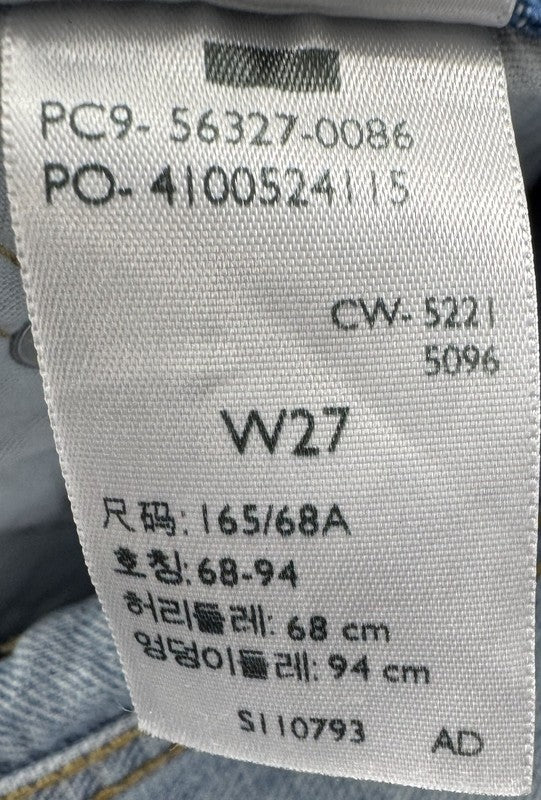 PC9- 56327-0086
PO- 4100524115
CW- 5221
5096
W27
尺码: 165/68A
호칭: 68-94
허리둘레: 68 cm
엉덩이둘레: 94 cm
S110793 AD